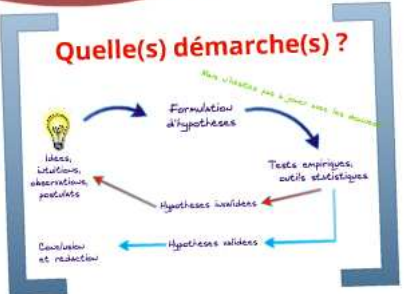 Quelle(s) démarche(s) ?
Mais n'hésitez pas à jouer avec les données
Formulation
d'hypothèses
Idées,
intuitions,
observations,
postulats
Tests empiriques,
outils statistiques
Hypothèses invalidées
Hypothèses validées
Conclusion
et rédaction